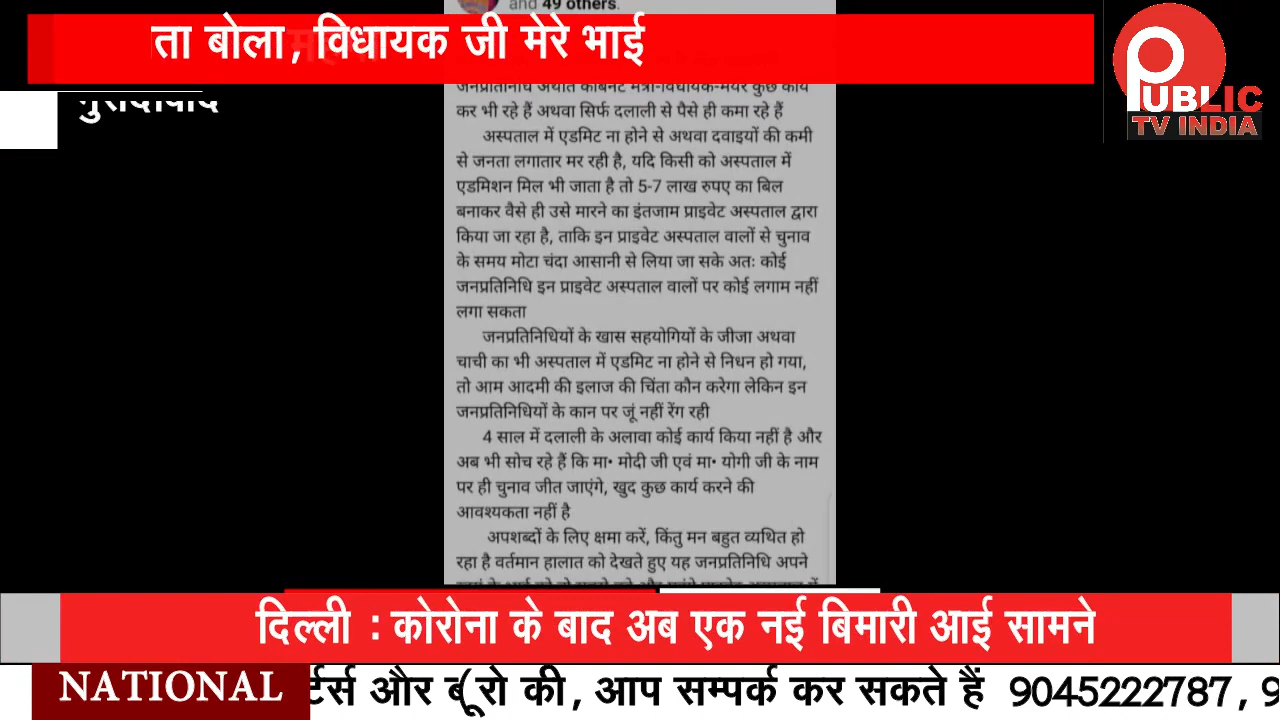 and 49 others.
ता बोला, विधायक जी मेरे भाई
PUBLIC
TV INDIA
मुरादाबाद
जनप्रतिनिधि अर्थात कैबिनेट मंत्री-विधायक-मेयर कुछ कार्य
कर भी रहे हैं अथवा सिर्फ दलाली से पैसे ही कमा रहे हैं
अस्पताल में एडमिट ना होने से अथवा दवाइयों की कमी
से जनता लगातार मर रही है, यदि किसी को अस्पताल में
एडमिशन मिल भी जाता है तो 5-7 लाख रुपए का बिल
बनाकर वैसे ही उसे मारने का इंतजाम प्राइवेट अस्पताल द्वारा
किया जा रहा है, ताकि इन प्राइवेट अस्पताल वालों से चुनाव
के समय मोटा चंदा आसानी से लिया जा सके अतः कोई
जनप्रतिनिधि इन प्राइवेट अस्पताल वालों पर कोई लगाम नहीं
लगा सकता
जनप्रतिनिधियों के खास सहयोगियों के जीजा अथवा
चाची का भी अस्पताल में एडमिट ना होने से निधन हो गया,
तो आम आदमी की इलाज की चिंता कौन करेगा लेकिन इन
जनप्रतिनिधियों के कान पर जूं नहीं रेंग रही
4 साल में दलाली के अलावा कोई कार्य किया नहीं है और
अब भी सोच रहे हैं कि मा• मोदी जी एवं मा• योगी जी के नाम
पर ही चुनाव जीत जाएंगे, खुद कुछ कार्य करने की
आवश्यकता नहीं है
अपशब्दों के लिए क्षमा करें, किंतु मन बहुत व्यथित हो
रहा है वर्तमान हालात को देखते हुए यह जनप्रतिनिधि अपने
दिल्ली : कोरोना के बाद अब एक नई बिमारी आई सामने
NATIONAL
र्टर्स और ब्(रो की, आप सम्पर्क कर सकते हैं 9045222787, 9